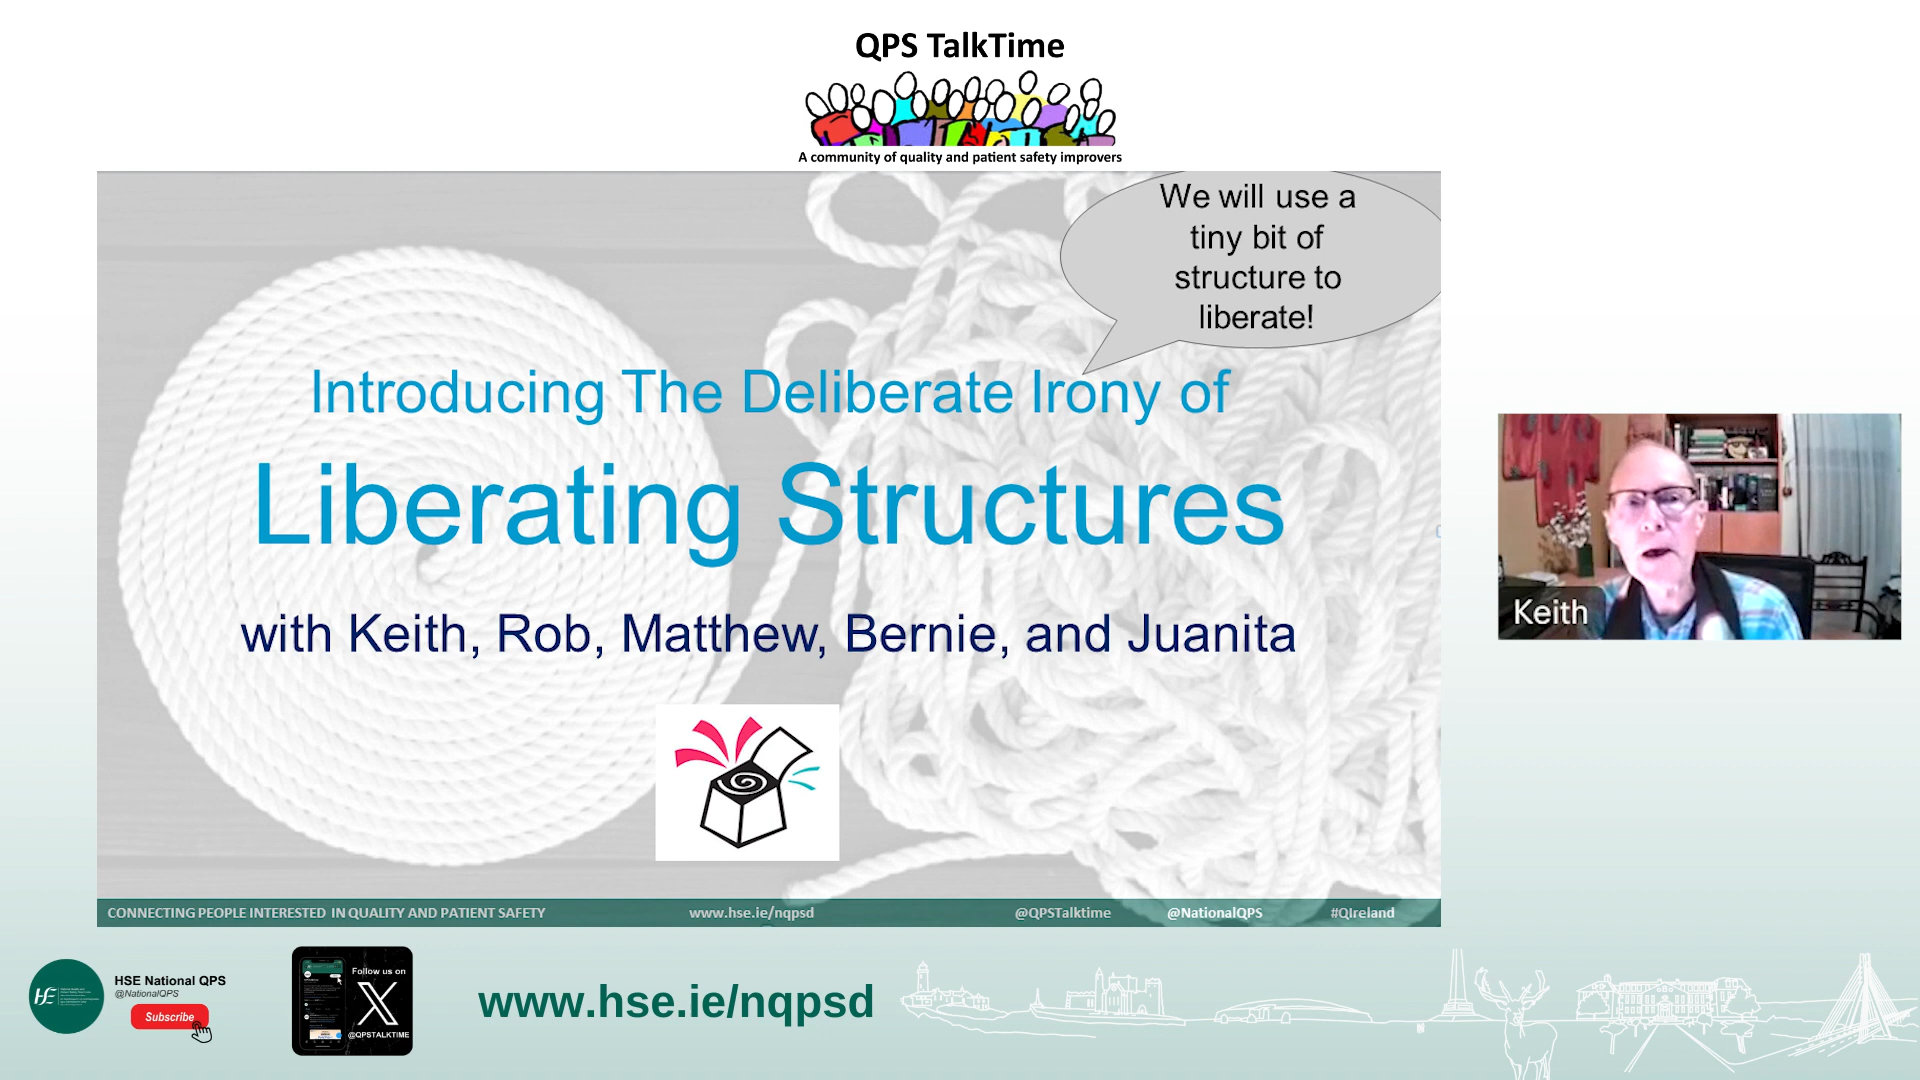 QPS TalkTime
A community of quality and patient safety improvers
We will use a
tiny bit of
structure to
liberate!
Introducing The Deliberate Irony of
Liberating Structures
with Keith, Rob, Matthew, Bernie, and Juanita
Keith
CONNECTING PEOPLE INTERESTED IN QUALITY AND PATIENT SAFETY
www.hse.ie/nqpsd
@QPSTalktime
@NationalQPS
#QIreland
HSE National QPS
@NationalQPS
Subscribe
Follow us on
X
@QPSTALKTIME
www.hse.ie/nqpsd